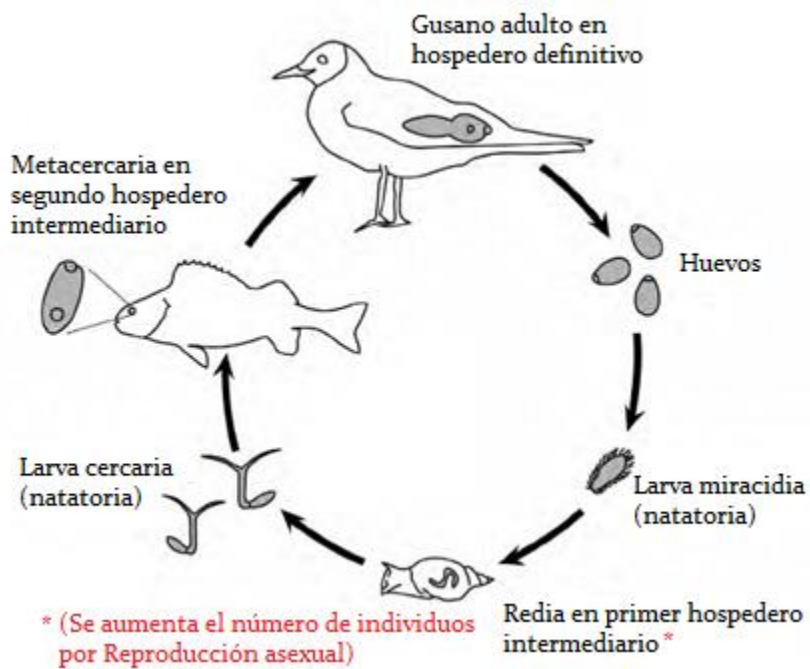 Gusano adulto en
hospedero definitivo
Huevos
Larva miracidia
(natatoria)
Redia en primer hospedero
intermediario *
* (Se aumenta el número de individuos
por Reproducción asexual)
Larva cercaria
(natatoria)
Metacercaria en
segundo hospedero
intermediario